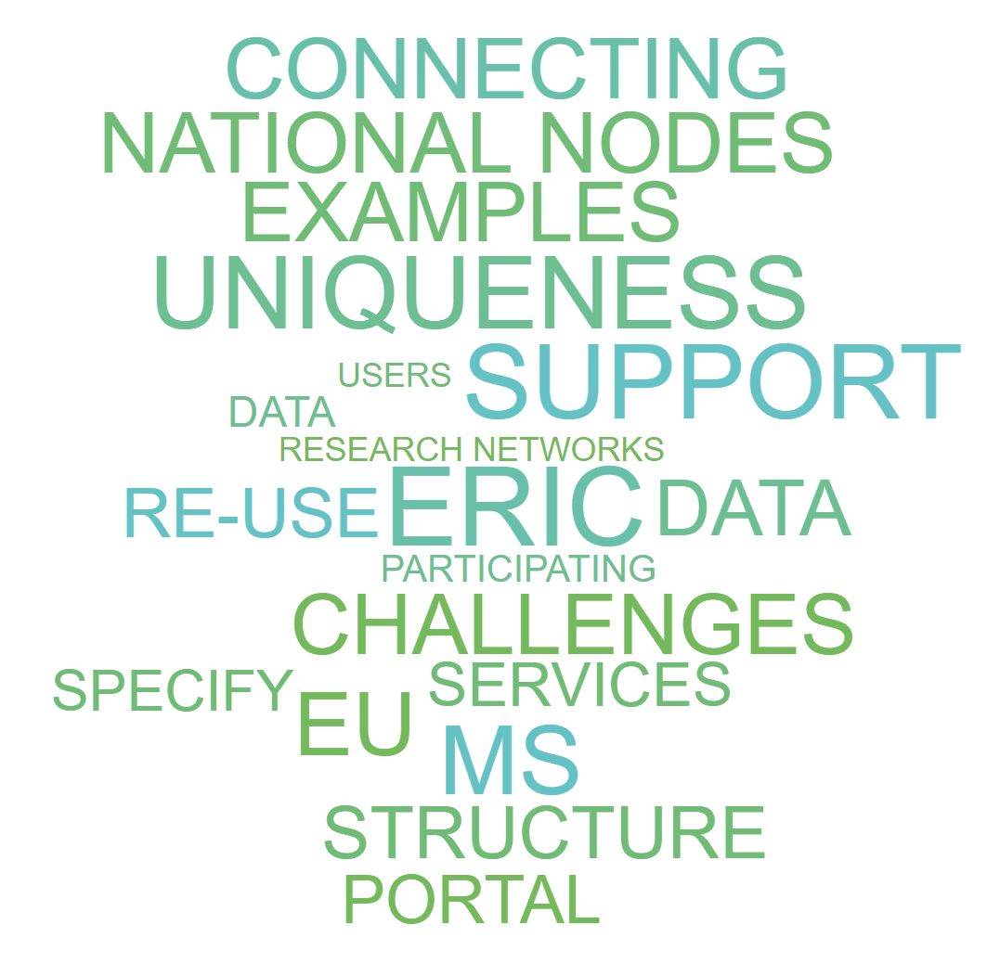 CONNECTING
NATIONAL NODES
EXAMPLES
UNIQUENESS
USERS
SUPPORT
DATA
RESEARCH NETWORKS
RE-USE
ERIC
DATA
PARTICIPATING
CHALLENGES
SPECIFY
SERVICES
EU
MS
STRUCTURE
PORTAL